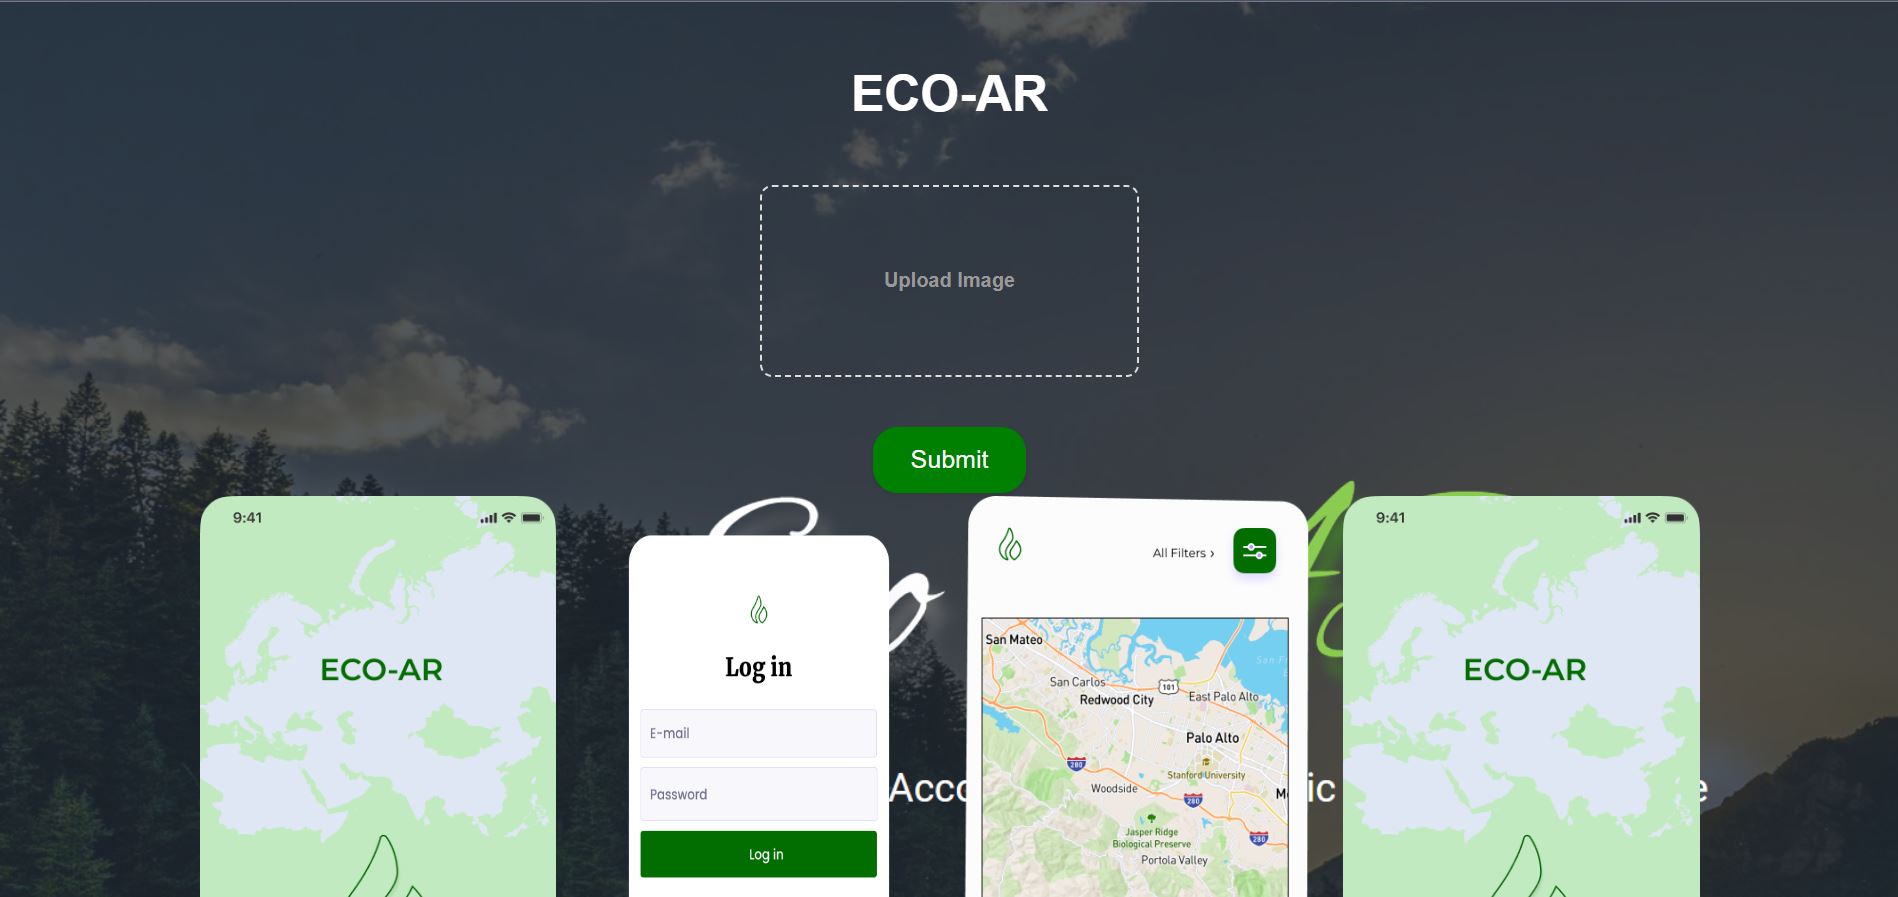 ECO-AR
Upload Image
Submit
9:41
ECO-AR
Log in
E-mail
Password
Log in
All Filters ›
San Mateo
San Carlos
101
Redwood City
East Palo Alto
Palo Alto
280
Stanford University
Woodside
280
Jasper Ridge
Biological Preserve
280
Portola Valley
9:41
ECO-AR